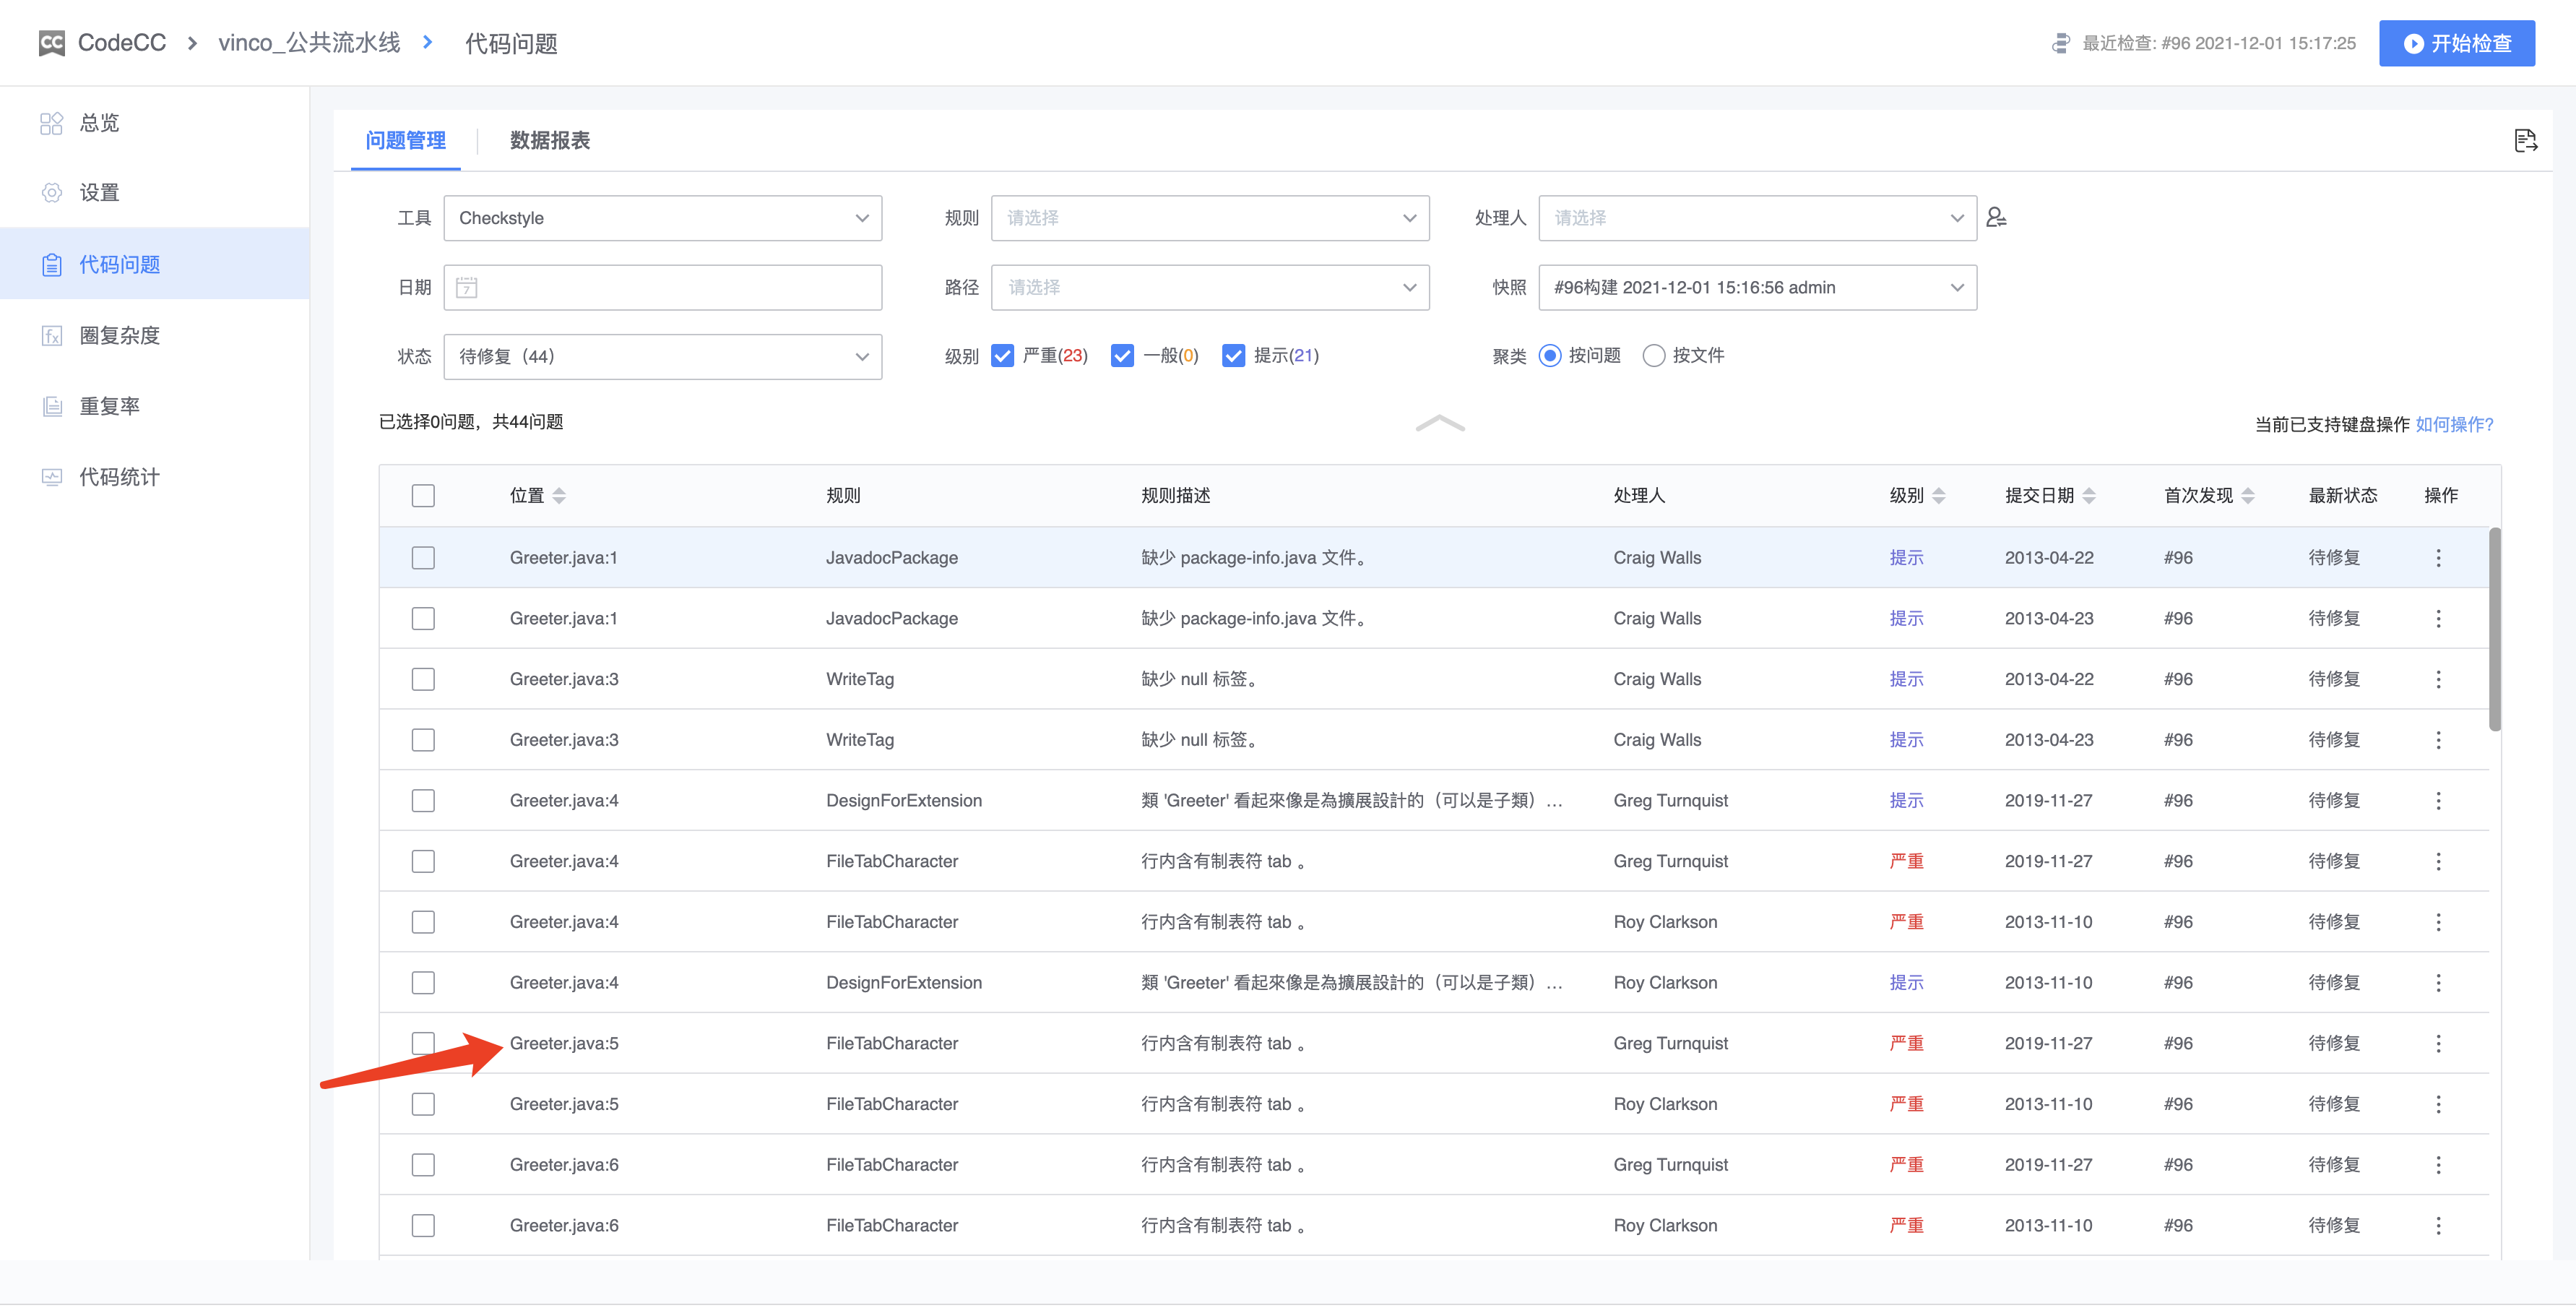 CodeCC > vinco_公共流水线 > 代码问题 最近检查: #96 2021-12-01 15:17:25 开始检查
总览
设置
代码问题
圈复杂度
重复率
代码统计
问题管理 数据报表
工具 Checkstyle 规则 请选择 处理人 请选择
日期 7 路径 请选择 快照 #96构建 2021-12-01 15:16:56 admin
状态 待修复（44） 级别 严重(23) 一般(0) 提示(21) 聚类 按问题 按文件
已选择0问题，共44问题 当前已支持键盘操作 如何操作?
位置 规则 规则描述 处理人 级别 提交日期 首次发现 最新状态 操作
Greeter.java:1 JavadocPackage 缺少 package-info.java 文件。 Craig Walls 提示 2013-04-22 #96 待修复
Greeter.java:1 JavadocPackage 缺少 package-info.java 文件。 Craig Walls 提示 2013-04-23 #96 待修复
Greeter.java:3 WriteTag 缺少 null 标签。 Craig Walls 提示 2013-04-22 #96 待修复
Greeter.java:3 WriteTag 缺少 null 标签。 Craig Walls 提示 2013-04-23 #96 待修复
Greeter.java:4 DesignForExtension 類 'Greeter' 看起來像是為擴展設計的（可以是子類）… Greg Turnquist 提示 2019-11-27 #96 待修复
Greeter.java:4 FileTabCharacter 行内含有制表符 tab 。 Greg Turnquist 严重 2019-11-27 #96 待修复
Greeter.java:4 FileTabCharacter 行内含有制表符 tab 。 Roy Clarkson 严重 2013-11-10 #96 待修复
Greeter.java:4 DesignForExtension 類 'Greeter' 看起來像是為擴展設計的（可以是子類）… Roy Clarkson 提示 2013-11-10 #96 待修复
Greeter.java:5 FileTabCharacter 行内含有制表符 tab 。 Greg Turnquist 严重 2019-11-27 #96 待修复
Greeter.java:5 FileTabCharacter 行内含有制表符 tab 。 Roy Clarkson 严重 2013-11-10 #96 待修复
Greeter.java:6 FileTabCharacter 行内含有制表符 tab 。 Greg Turnquist 严重 2019-11-27 #96 待修复
Greeter.java:6 FileTabCharacter 行内含有制表符 tab 。 Roy Clarkson 严重 2013-11-10 #96 待修复